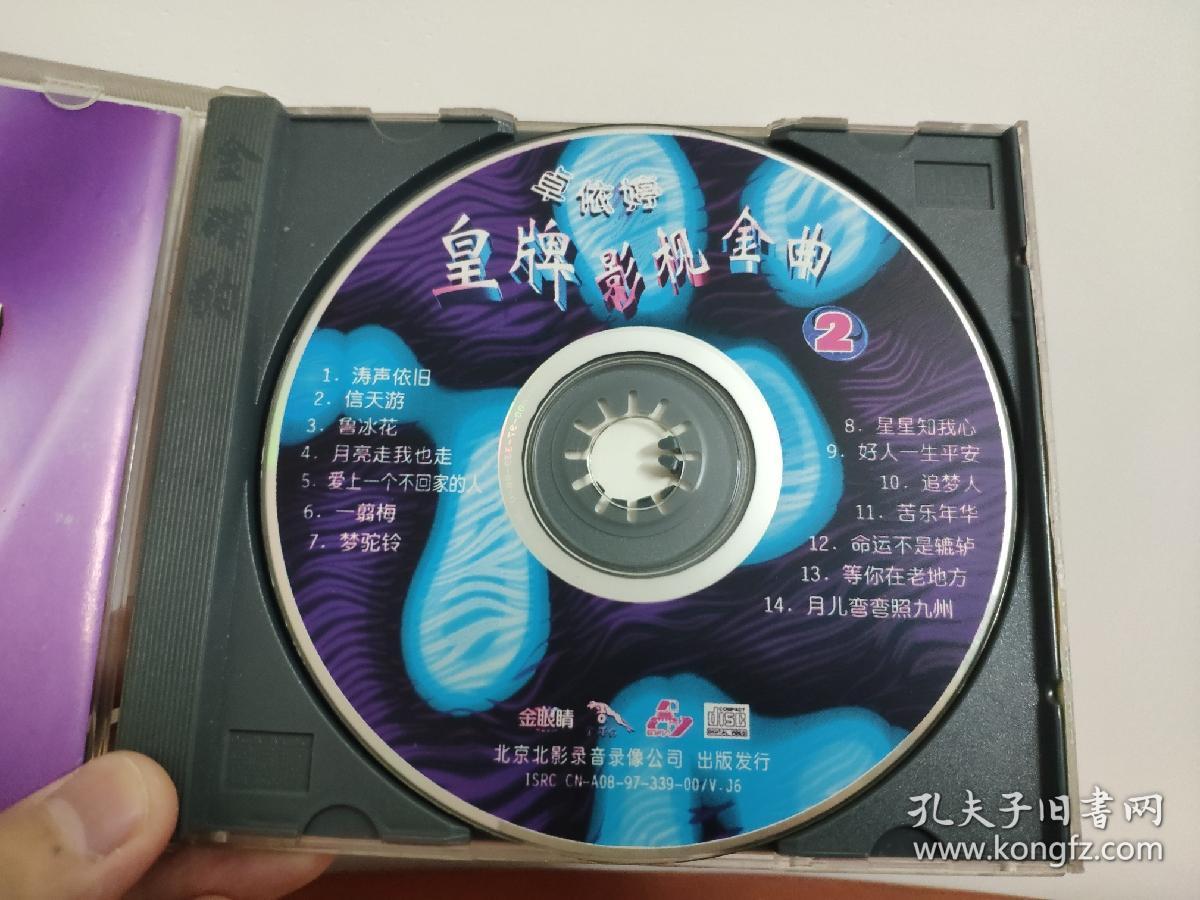 卓依婷
皇牌影视金曲
2
1. 涛声依旧
2. 信天游
3. 鲁冰花
4. 月亮走我也走
5. 爱上一个不回家的人
6. 一翦梅
7. 梦驼铃
8. 星星知我心
9. 好人一生平安
10. 追梦人
11. 苦乐年华
12. 命运不是辘轳
13. 等你在老地方
14. 月儿弯弯照九州
金眼睛
COMPACT
disc
DIGITAL AUDIO
北京北影录音录像公司 出版发行
ISRC CN-A08-97-339-00/V.J6
孔夫子旧书网
www.kongfz.com